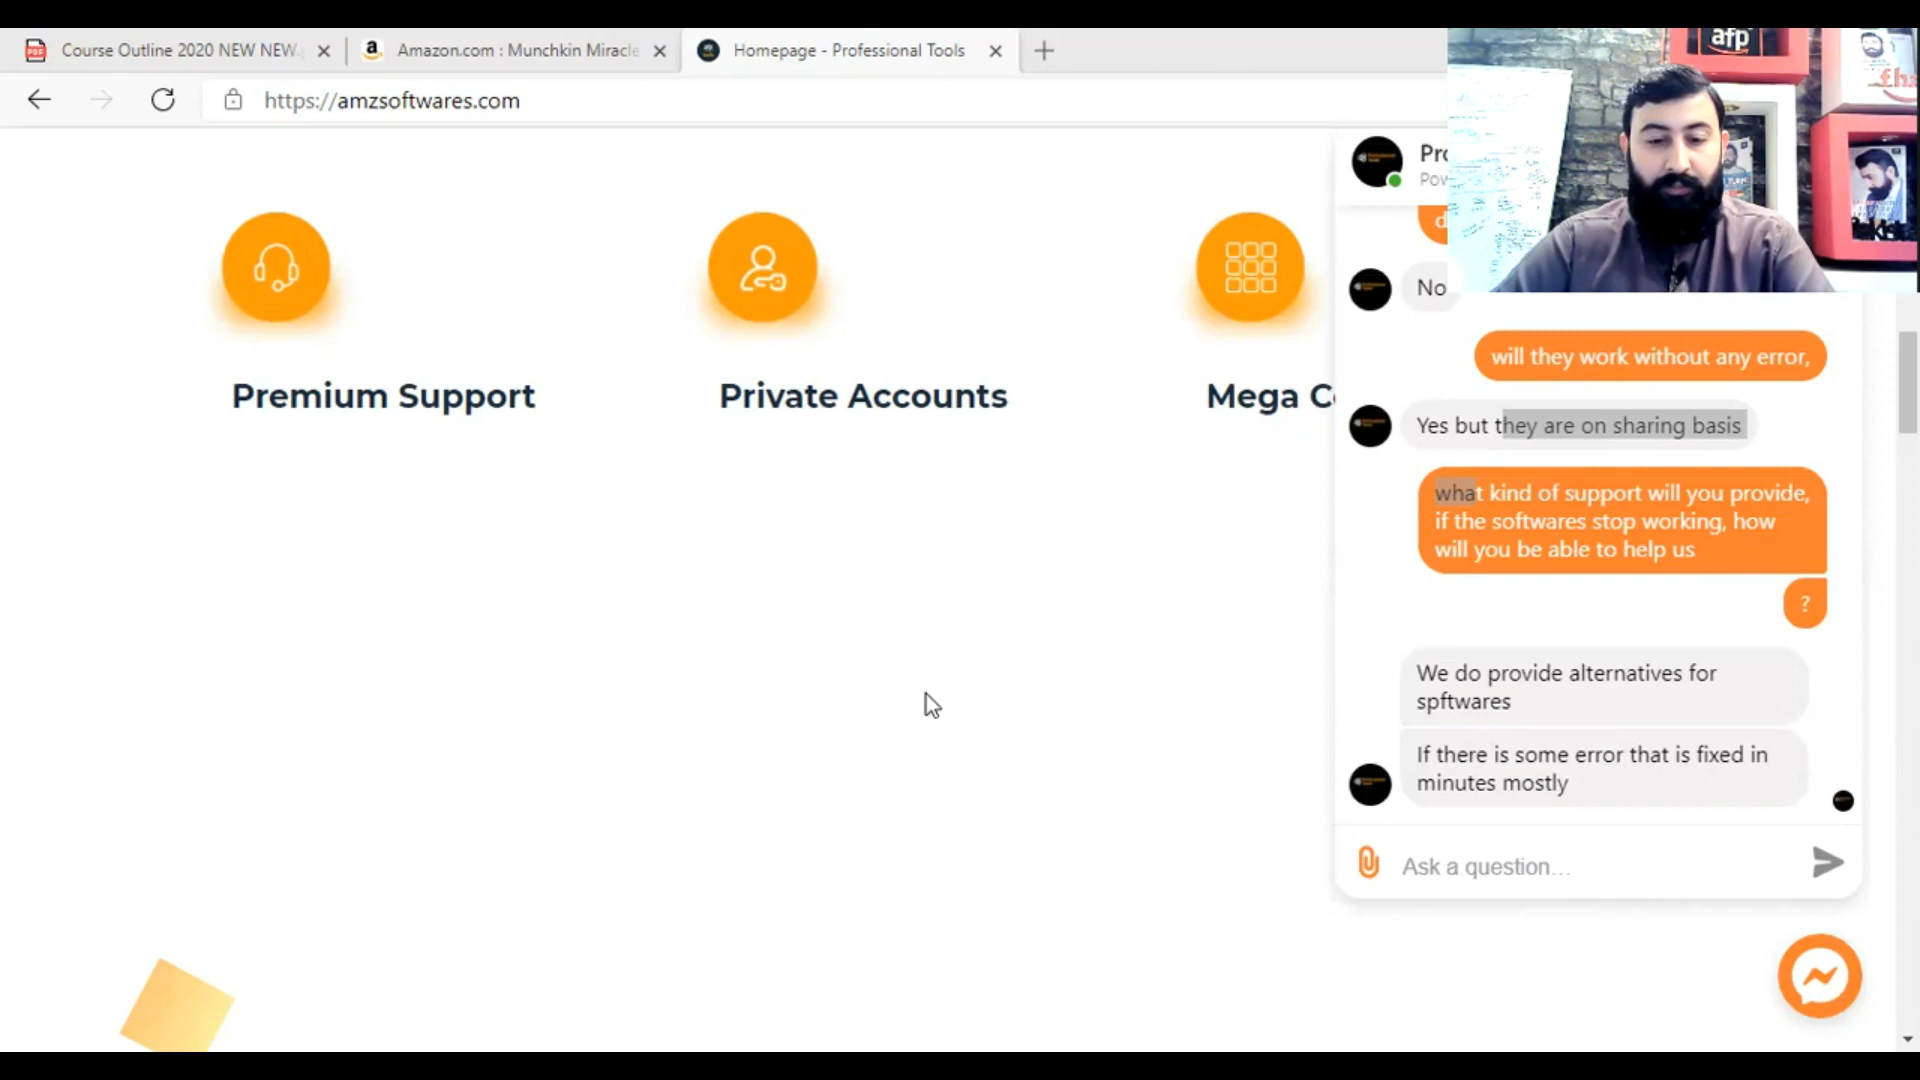 Course Outline 2020 NEW NEW.
Amazon.com : Munchkin Miracle
Homepage - Professional Tools
https://amzsoftwares.com
afp
Pro
Pow
No
will they work without any error,
Premium Support
Private Accounts
Mega Co
Yes but they are on sharing basis
what kind of support will you provide,
if the softwares stop working, how
will you be able to help us
?
We do provide alternatives for
spftwares
If there is some error that is fixed in
minutes mostly
Ask a question...